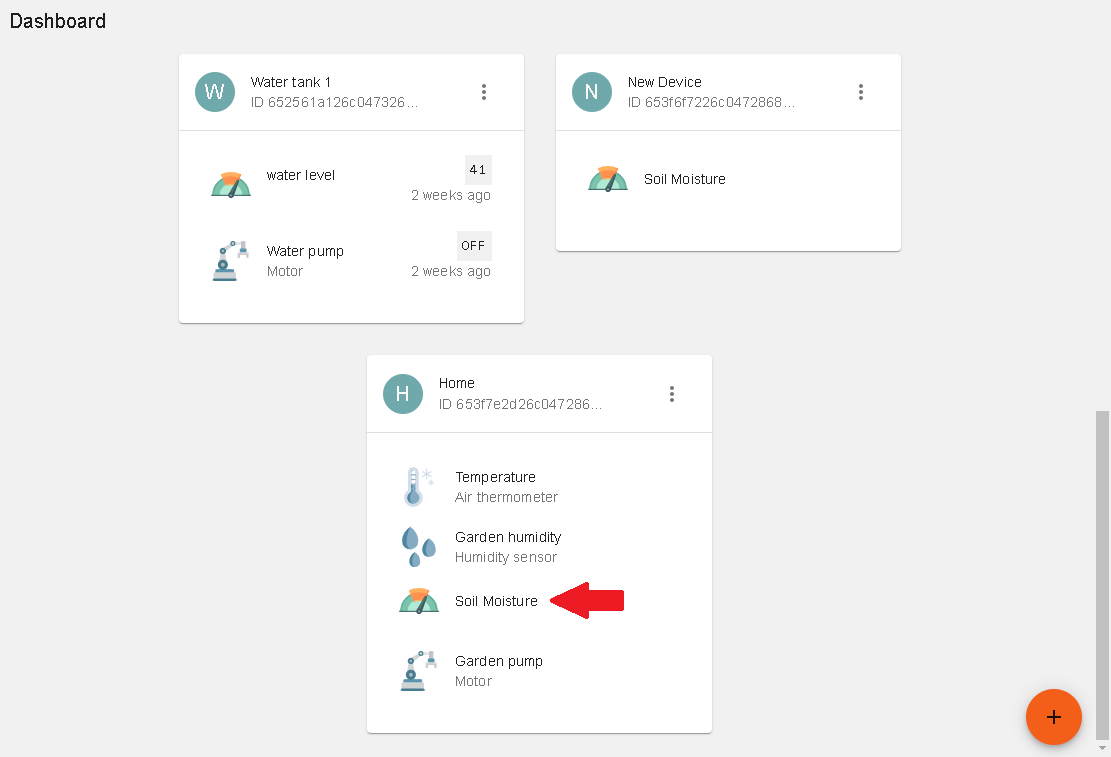 Dashboard
W
Water tank 1
ID 652561a126c047326...
water level
41
2 weeks ago
Water pump
OFF
Motor
2 weeks ago
N
New Device
ID 653f6f7226c0472868...
Soil Moisture
H
Home
ID 653f7e2d26c047286...
Temperature
Air thermometer
Garden humidity
Humidity sensor
Soil Moisture
Garden pump
Motor
+